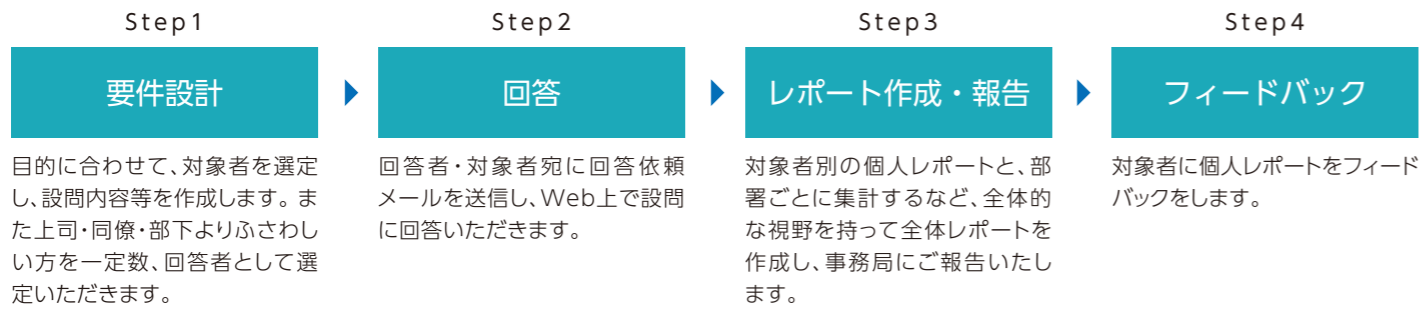 Step1
要件設計
目的に合わせて、対象者を選定
し、設問内容等を作成します。ま
た上司・同僚・部下よりふさわし
い方を一定数、回答者として選
定いただきます。
Step2
回答
回答者・対象者宛に回答依頼
メールを送信し、Web上で設問
に回答いただきます。
Step3
レポート作成・報告
対象者別の個人レポートと、部
署ごとに集計するなど、全体的
な視野を持って全体レポートを
作成し、事務局にご報告いたし
ます。
Step4
フィードバック
対象者に個人レポートをフィード
バックをします。